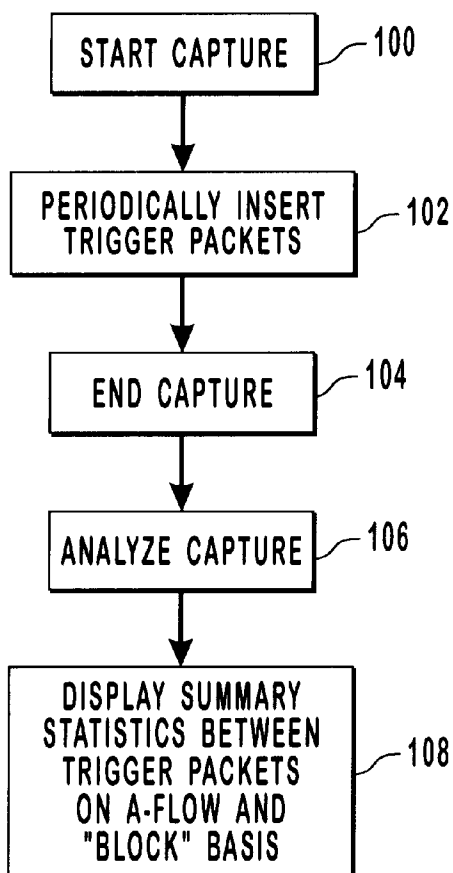 START CAPTURE
100
PERIODICALLY INSERT
TRIGGER PACKETS
102
END CAPTURE
104
ANALYZE CAPTURE
106
DISPLAY SUMMARY
STATISTICS BETWEEN
TRIGGER PACKETS
ON A-FLOW AND
"BLOCK" BASIS
108